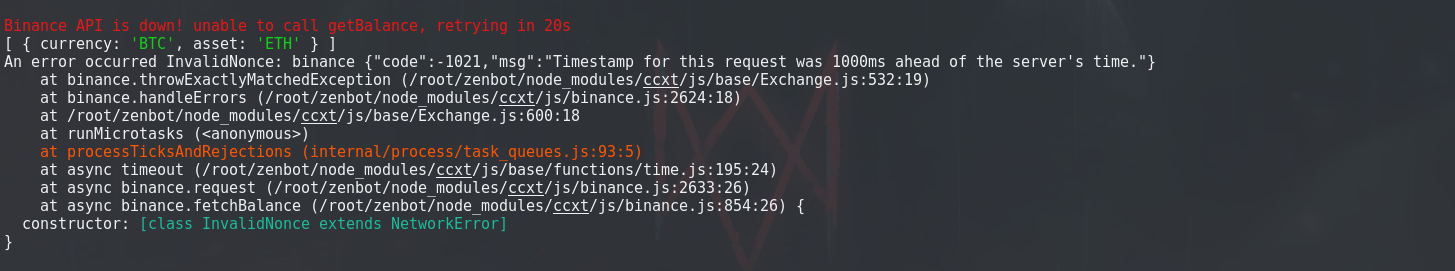 Binance API is down! unable to call getBalance, retrying in 20s
[ { currency: 'BTC', asset: 'ETH' } ]
An error occurred InvalidNonce: binance {"code":-1021,"msg":"Timestamp for this request was 1000ms ahead of the server's time."}
    at binance.throwExactlyMatchedException (/root/zenbot/node_modules/ccxt/js/base/Exchange.js:532:19)
    at binance.handleErrors (/root/zenbot/node_modules/ccxt/js/binance.js:2624:18)
    at /root/zenbot/node_modules/ccxt/js/base/Exchange.js:600:18
    at runMicrotasks (<anonymous>)
    at processTicksAndRejections (internal/process/task_queues.js:93:5)
    at async timeout (/root/zenbot/node_modules/ccxt/js/base/functions/time.js:195:24)
    at async binance.request (/root/zenbot/node_modules/ccxt/js/binance.js:2633:26)
    at async binance.fetchBalance (/root/zenbot/node_modules/ccxt/js/binance.js:854:26) {
  constructor: [class InvalidNonce extends NetworkError]
}